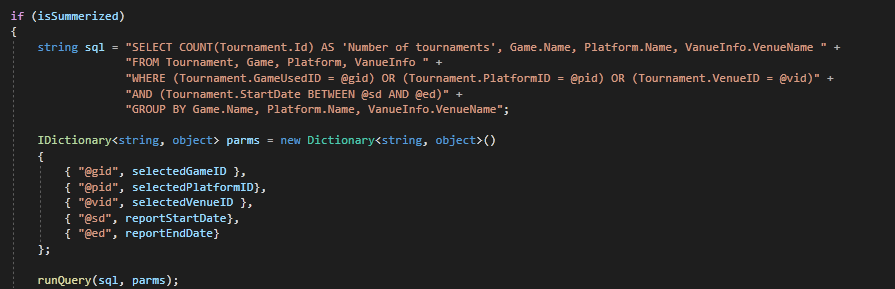 if (isSummerized)
{
string sql = "SELECT COUNT(Tournament.Id) AS 'Number of tournaments', Game.Name, Platform.Name, VanueInfo.VenueName " +
"FROM Tournament, Game, Platform, VanueInfo " +
"WHERE (Tournament.GameUsedID = @gid) OR (Tournament.PlatformID = @pid) OR (Tournament.VenueID = @vid)" +
"AND (Tournament.StartDate BETWEEN @sd AND @ed)" +
"GROUP BY Game.Name, Platform.Name, VanueInfo.VenueName";
IDictionary<string, object> parms = new Dictionary<string, object>()
{
{ "@gid", selectedGameID },
{ "@pid", selectedPlatformID},
{ "@vid", selectedVenueID },
{ "@sd", reportStartDate},
{ "@ed", reportEndDate}
};
runQuery(sql, parms);